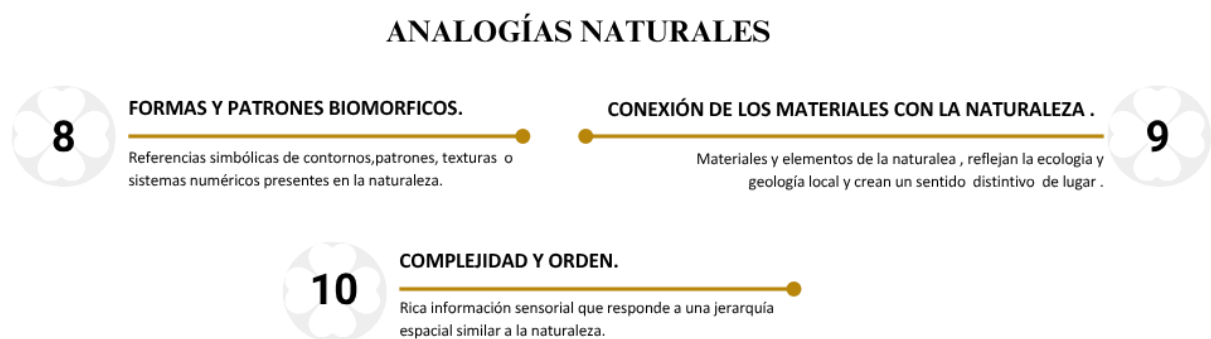 ANALOGÍAS NATURALES
8
FORMAS Y PATRONES BIOMORFICOS.
Referencias simbólicas de contornos,patrones, texturas o
sistemas numéricos presentes en la naturaleza.
CONEXIÓN DE LOS MATERIALES CON LA NATURALEZA .
9
Materiales y elementos de la naturalea , reflejan la ecologia y
geología local y crean un sentido distintivo de lugar .
10
COMPLEJIDAD Y ORDEN.
Rica información sensorial que responde a una jerarquía
espacial similar a la naturaleza.